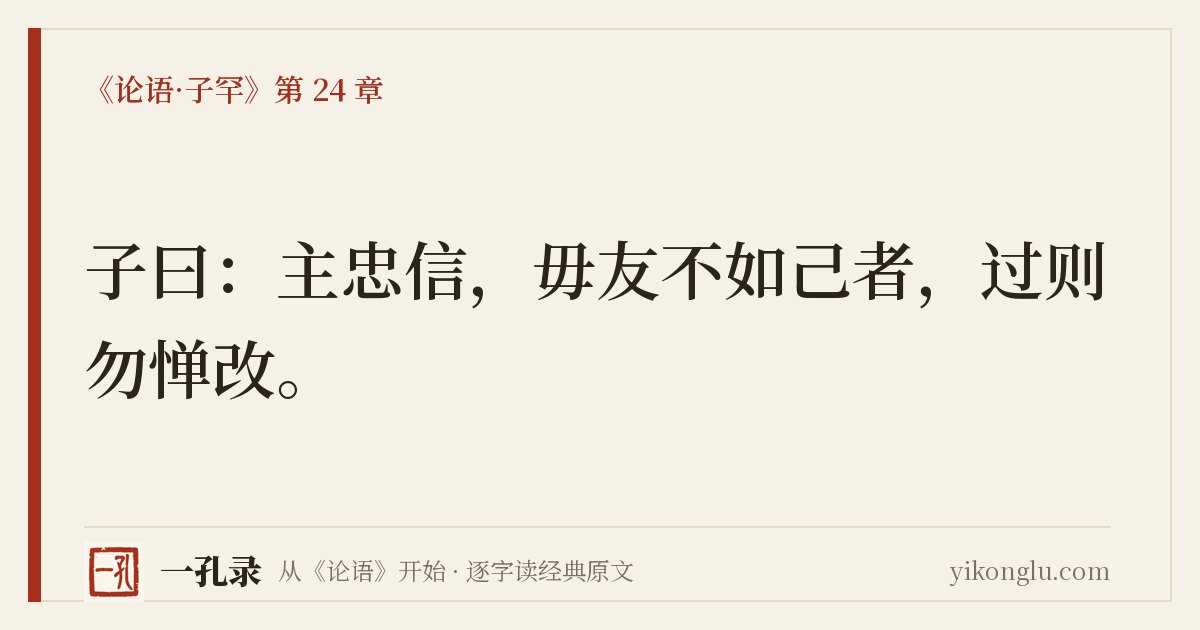 《论语·子罕》第 24 章
子曰：主忠信，毋友不如己者，过则
勿惮改。
一孔
一孔录 从《论语》开始 · 逐字读经典原文 yikonglu.com